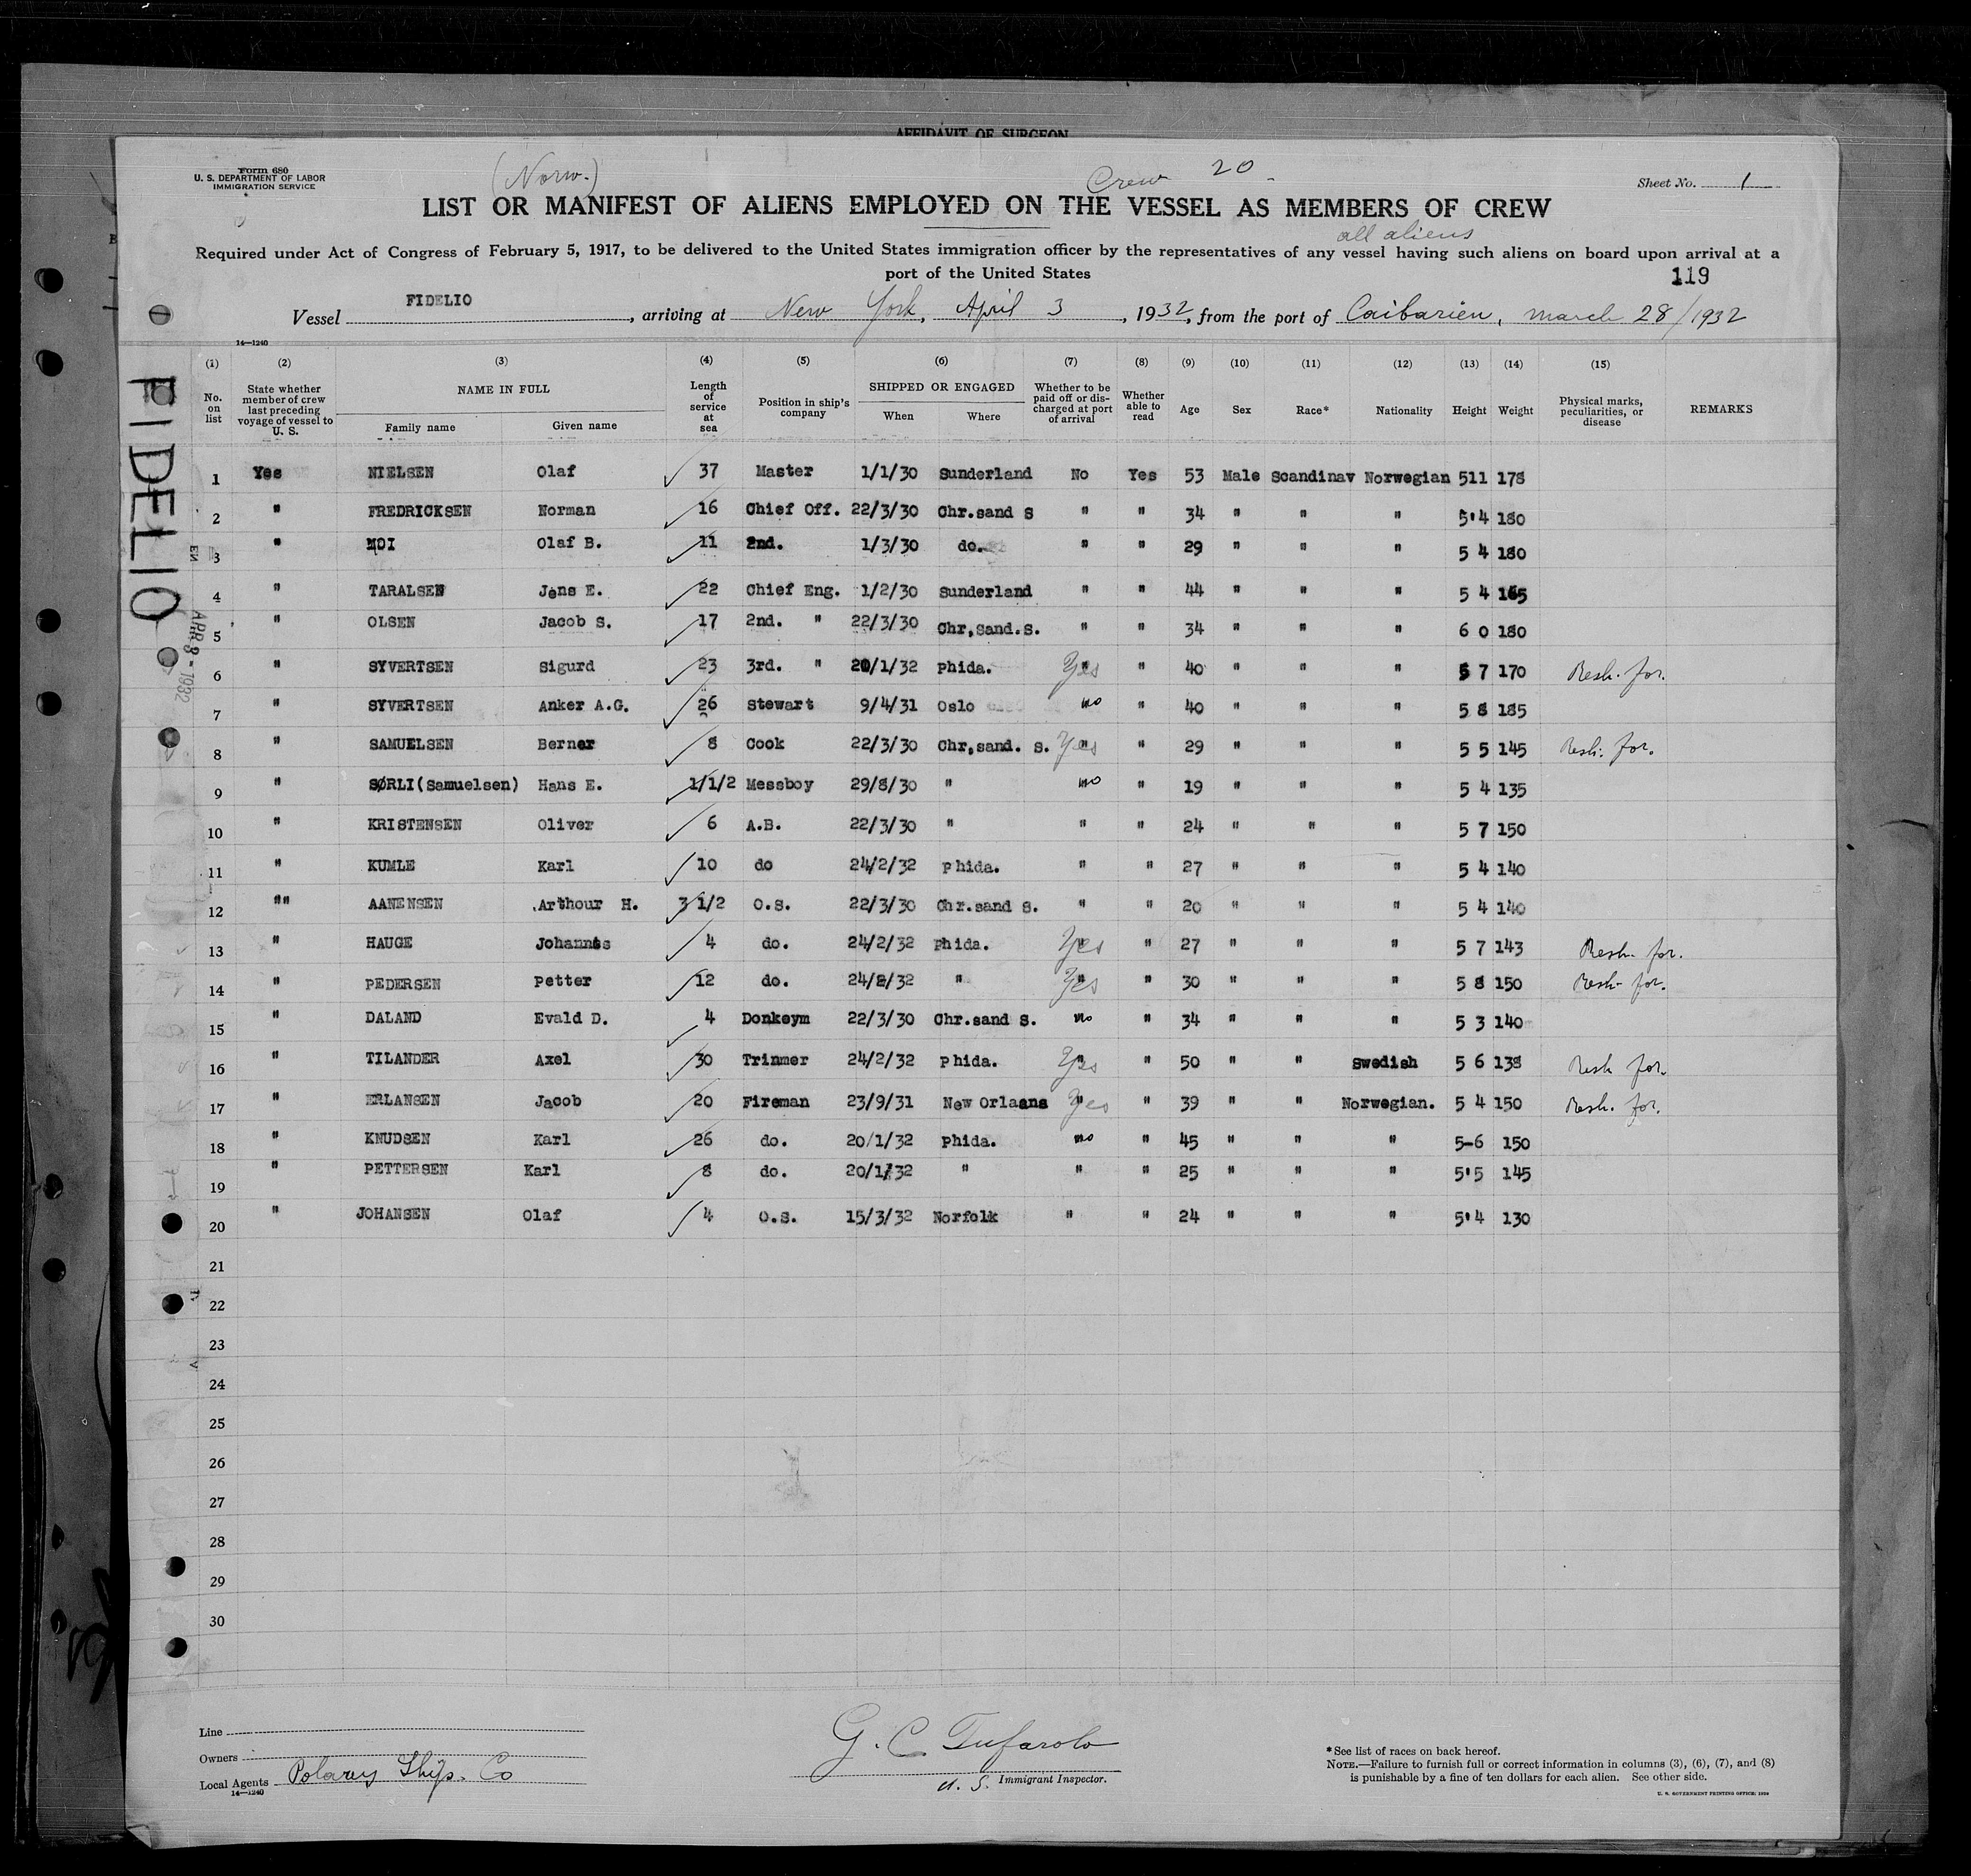 AFFIDAVIT OF SURGEON
Form 680
U. S. DEPARTMENT OF LABOR
IMMIGRATION SERVICE
(Norw.)
Crew 20
Sheet No. 1
LIST OR MANIFEST OF ALIENS EMPLOYED ON THE VESSEL AS MEMBERS OF CREW
all aliens
Required under Act of Congress of February 5, 1917, to be delivered to the United States immigration officer by the representatives of any vessel having such aliens on board upon arrival at a
port of the United States
119
Vessel FIDELIO, arriving at New York, April 3, 1932, from the port of Caibarien, march 28/1932
14—1240
FIDELIO
(1) (2) (3) (4) (5) (6) (7) (8) (9) (10) (11) (12) (13) (14) (15)
No. on list
State whether member of crew last preceding voyage of vessel to U. S.
NAME IN FULL
Family name
Given name
Length of service at sea
Position in ship's company
SHIPPED OR ENGAGED
When
Where
Whether to be paid off or discharged at port of arrival
Whether able to read
Age
Sex
Race*
Nationality
Height
Weight
Physical marks, peculiarities, or disease
REMARKS
1 Yes NIELSEN Olaf 37 Master 1/1/30 Sunderland No Yes 53 Male Scandinav Norwegian 511 178
2 " FREDRICKSEN Norman 16 Chief Off. 22/3/30 Chr.sand S " " 34 " " " 5'4 180
3 " MOI Olaf B. 11 2nd. 1/3/30 do. " " 29 " " " 5 4 180
4 " TARALSEN Jens E. 22 Chief Eng. 1/2/30 Sunderland " " 44 " " " 5 4 165
5 " OLSEN Jacob S. 17 2nd. " 22/3/30 Chr,sand.S. " " 34 " " " 6 0 180
6 " SYVERTSEN Sigurd 23 3rd. " 20/1/32 Phida. Yes " 40 " " " 5 7 170 Resh. for.
7 " SYVERTSEN Anker A.G. 26 Stewart 9/4/31 Oslo no " 40 " " " 5 8 185
8 " SAMUELSEN Berner 8 Cook 22/3/30 Chr,sand. S. Yes " 29 " " " 5 5 145 Resh. for.
9 " SØRLI(Samuelsen) Hans E. 1/1/2 Messboy 29/8/30 " no " 19 " " " 5 4 135
10 " KRISTENSEN Oliver 6 A.B. 22/3/30 " " " 24 " " " 5 7 150
11 " KUMLE Karl 10 do 24/2/32 Phida. " " 27 " " " 5 4 140
12 "" AANENSEN Arthour H. 3 1/2 O.S. 22/3/30 Chr.sand S. " " 20 " " " 5 4 140
13 " HAUGE Johannes 4 do. 24/2/32 Phida. Yes " 27 " " " 5 7 143 Resh. for.
14 " PEDERSEN Petter 12 do. 24/2/32 " Yes " 30 " " " 5 8 150 Resh. for.
15 " DALAND Evald D. 4 Donkeym 22/3/30 Chr.sand S. no " 34 " " " 5 3 140
16 " TILANDER Axel 30 Trimmer 24/2/32 Phida. Yes " 50 " " Swedish 5 6 138 Resh for.
17 " ERLANSEN Jacob 20 Fireman 23/9/31 New Orlaans Yes " 39 " " Norwegian. 5 4 150 Resh. for.
18 " KNUDSEN Karl 26 do. 20/1/32 Phida. no " 45 " " " 5-6 150
19 " PETTERSEN Karl 8 do. 20/1/32 " " " 25 " " " 5'5 145
20 " JOHANSEN Olaf 4 O.S. 15/3/32 Norfolk " " 24 " " " 5'4 130
21
22
23
24
25
26
27
28
29
30
Line
Owners
Local Agents Ship. Co
14—1240
G. C. Tufarolo
U. S. Immigrant Inspector.
*See list of races on back hereof.
NOTE.—Failure to furnish full or correct information in columns (3), (6), (7), and (8)
is punishable by a fine of ten dollars for each alien. See other side.
U. S. GOVERNMENT PRINTING OFFICE: 1929